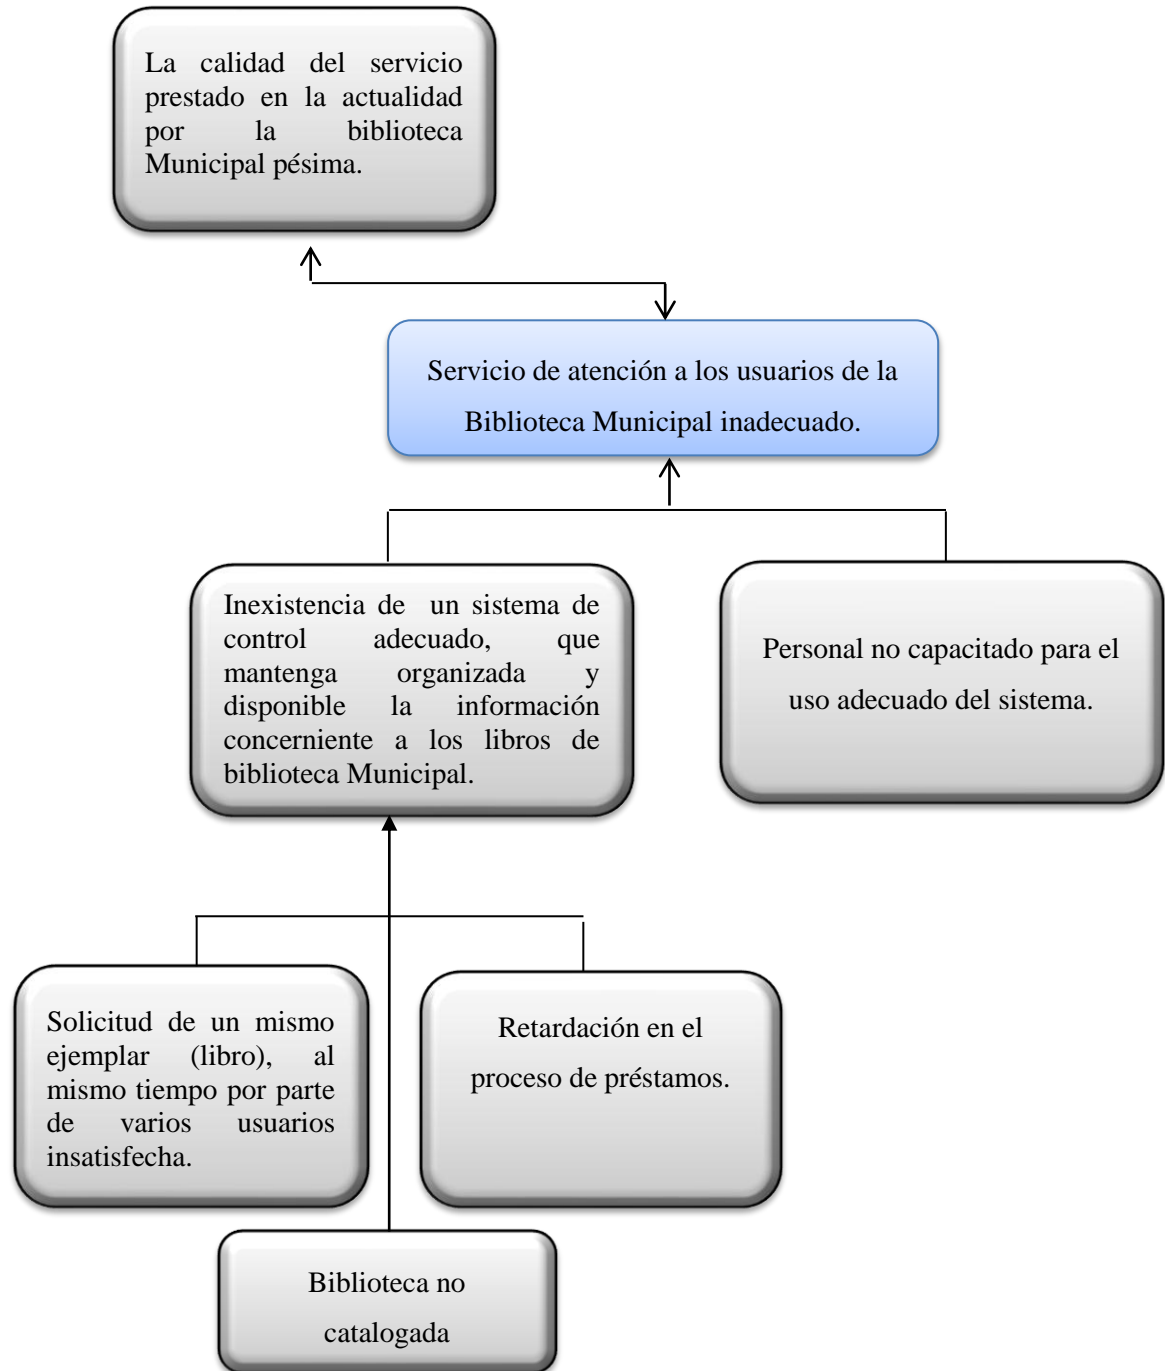 La calidad del servicio
prestado en la actualidad
por la biblioteca
Municipal pésima.
Servicio de atención a los usuarios de la
Biblioteca Municipal inadecuado.
Inexistencia de un sistema de
control adecuado, que
mantenga organizada y
disponible la información
concerniente a los libros de
biblioteca Municipal.
Personal no capacitado para el
uso adecuado del sistema.
Solicitud de un mismo
ejemplar (libro), al
mismo tiempo por parte
de varios usuarios
insatisfecha.
Retardación en el
proceso de préstamos.
Biblioteca no
catalogada